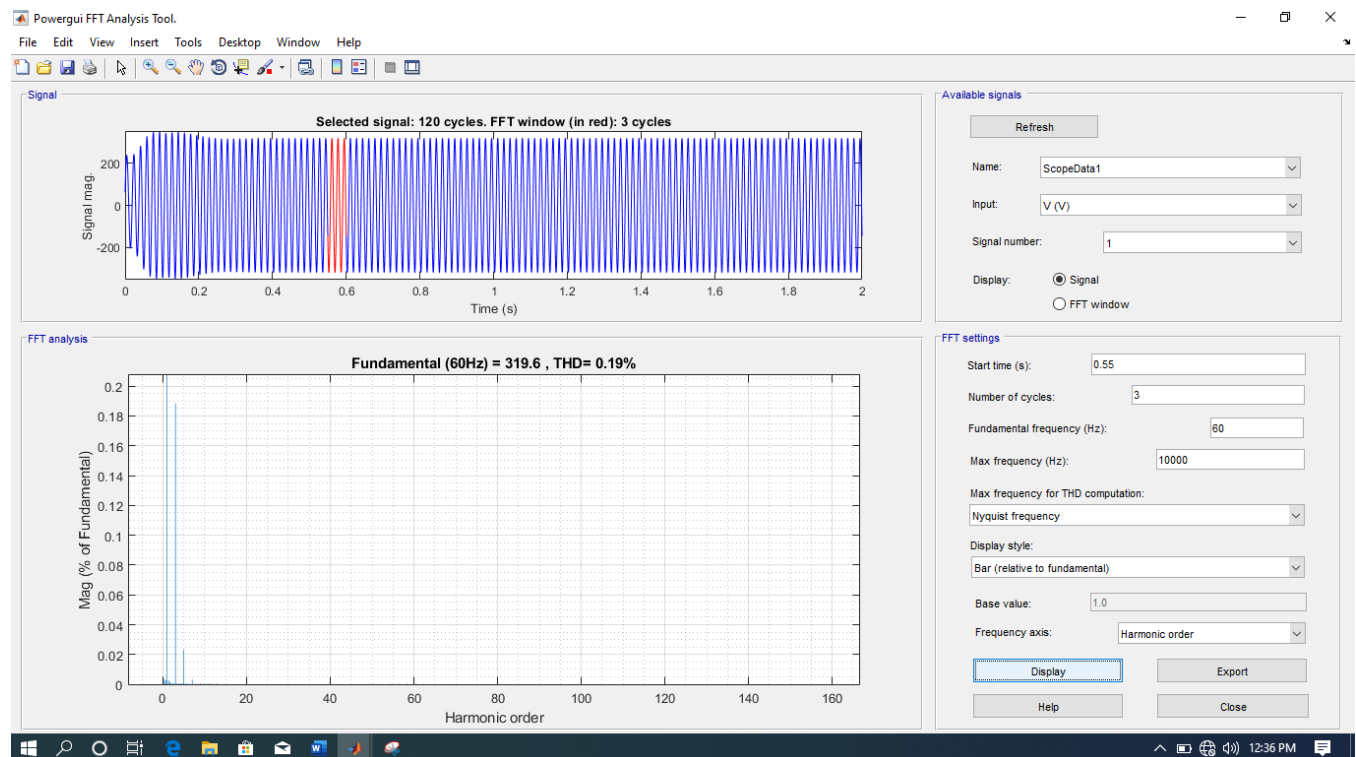 Powergui FFT Analysis Tool.
File Edit View Insert Tools Desktop Window Help
Signal
Selected signal: 120 cycles. FFT window (in red): 3 cycles
200
0
-200
Signal mag.
0 0.2 0.4 0.6 0.8 1 1.2 1.4 1.6 1.8 2
Time (s)
FFT analysis
Fundamental (60Hz) = 319.6 , THD= 0.19%
0.2
0.18
0.16
0.14
0.12
0.1
0.08
0.06
0.04
0.02
0
Mag (% of Fundamental)
0 20 40 60 80 100 120 140 160
Harmonic order
Available signals
Refresh
Name: ScopeData1
Input: V (V)
Signal number: 1
Display: Signal
FFT window
FFT settings
Start time (s): 0.55
Number of cycles: 3
Fundamental frequency (Hz): 60
Max frequency (Hz): 10000
Max frequency for THD computation:
Nyquist frequency
Display style:
Bar (relative to fundamental)
Base value: 1.0
Frequency axis: Harmonic order
Display Export
Help Close
12:36 PM